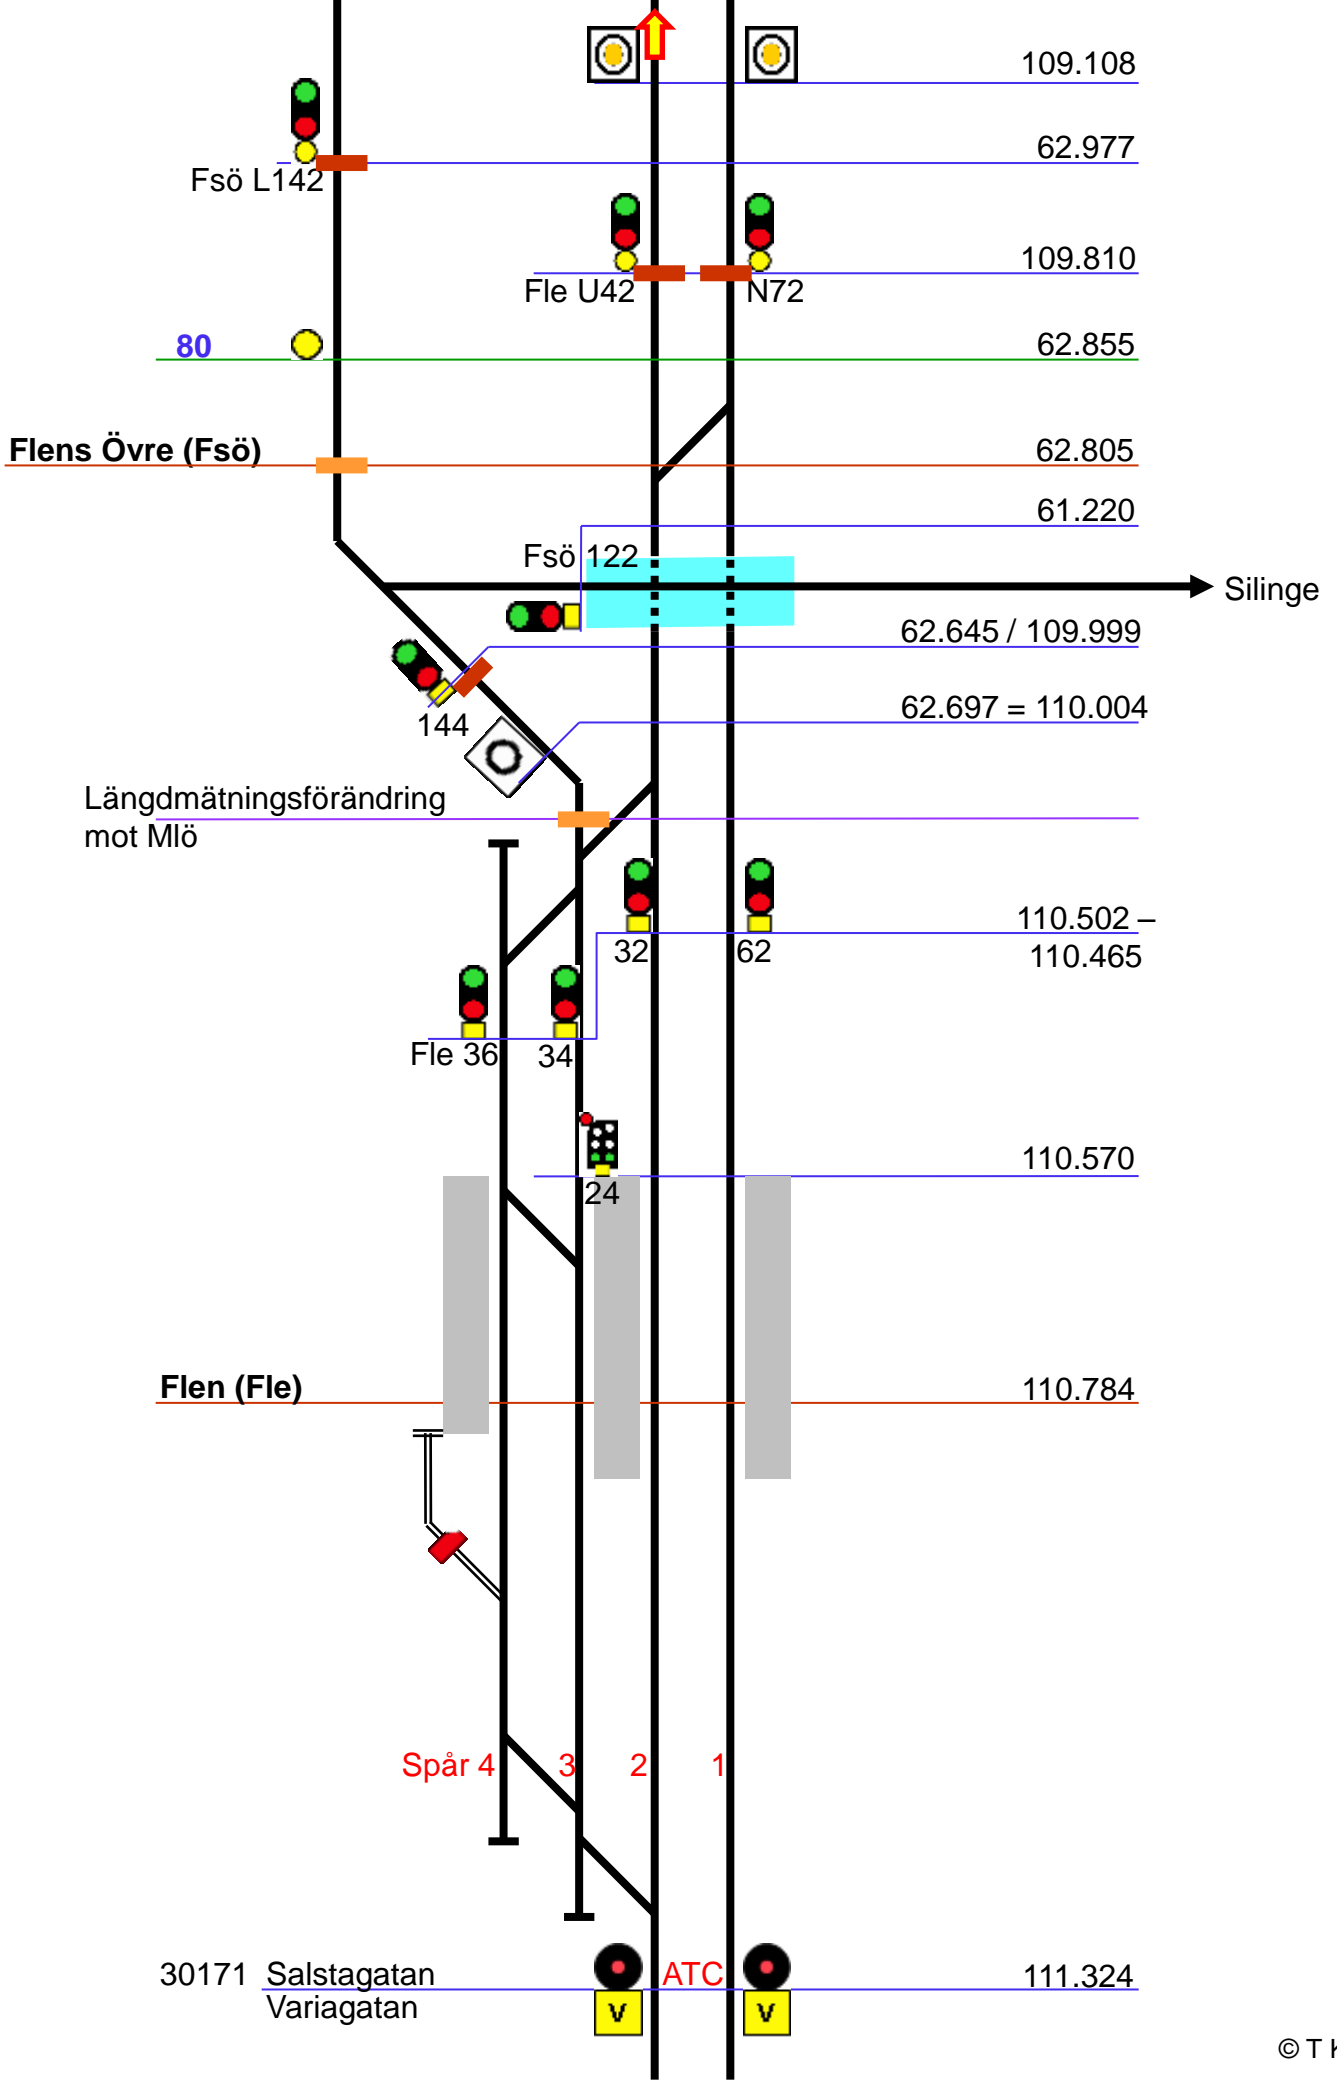 109.108
62.977
Fsö L142
109.810
Fle U42
N72
80
62.855
Flens Övre (Fsö)
62.805
61.220
Fsö 122
Silinge
62.645 / 109.999
62.697 = 110.004
144
Längdmätningsförändring
mot Mlö
110.502 –
110.465
32
62
Fle 36
34
110.570
24
Flen (Fle)
110.784
Spår 4
3
2
1
30171 Salstagatan
Variagatan
ATC
111.324
V
V
© T